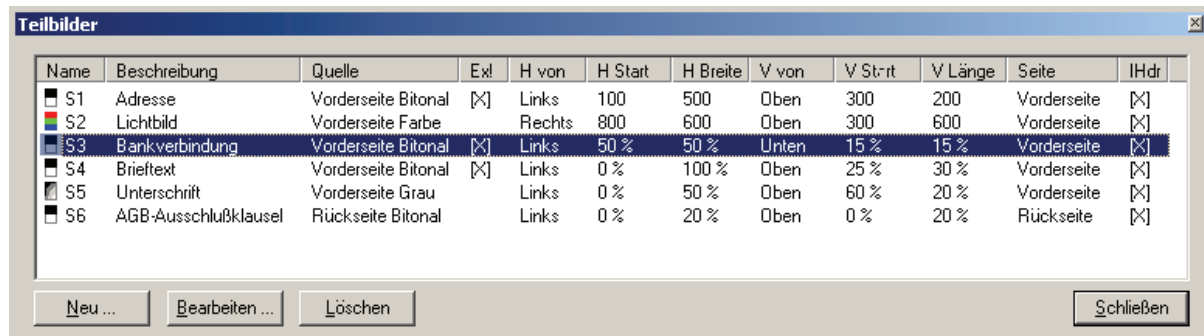 Teilbilder
Name Beschreibung Quelle Ex! H von H Start H Breite V von V Start V Länge Seite IHdr
S1 Adresse Vorderseite Bitonal [X] Links 100 500 Oben 300 200 Vorderseite [X]
S2 Lichtbild Vorderseite Farbe Rechts 800 600 Oben 300 600 Vorderseite [X]
S3 Bankverbindung Vorderseite Bitonal [X] Links 50 % 50 % Unten 15 % 15 % Vorderseite [X]
S4 Brieftext Vorderseite Bitonal [X] Links 0 % 100 % Oben 25 % 30 % Vorderseite [X]
S5 Unterschrift Vorderseite Grau Links 0 % 50 % Oben 60 % 20 % Vorderseite [X]
S6 AGB-Ausschlußklausel Rückseite Bitonal Links 0 % 20 % Oben 0 % 20 % Rückseite [X]
Neu ... Bearbeiten ... Löschen Schließen